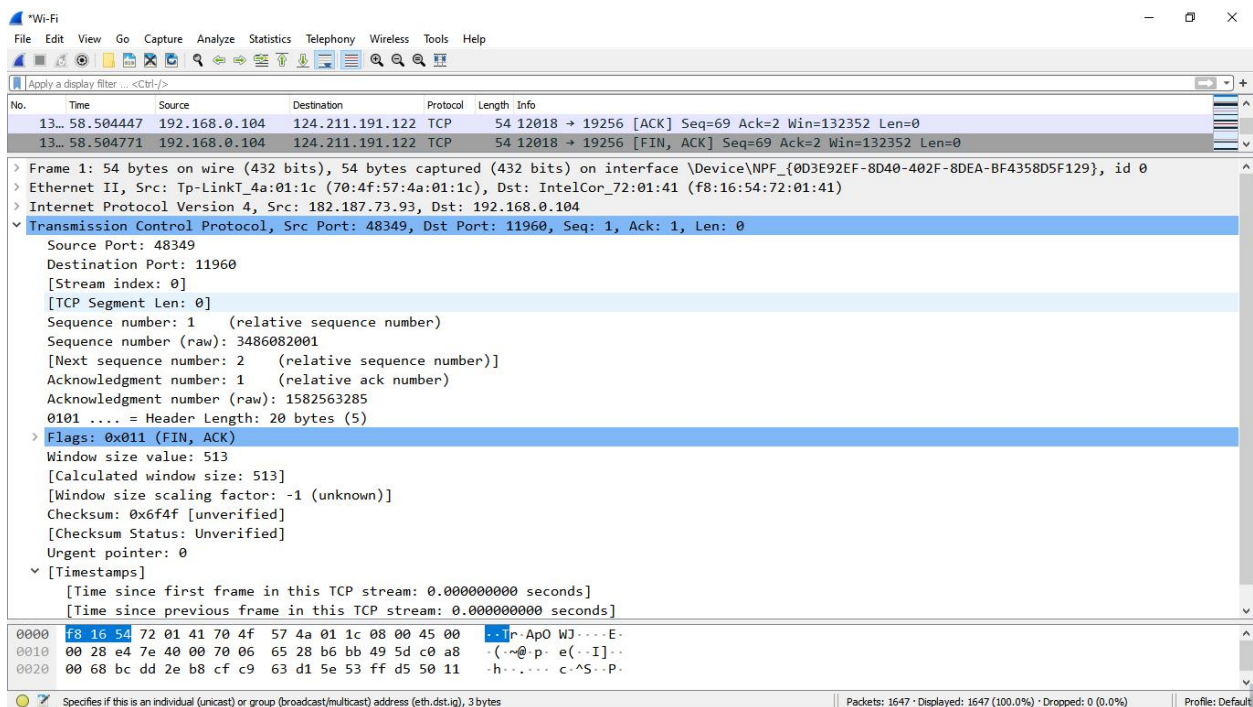 *Wi-Fi
File Edit View Go Capture Analyze Statistics Telephony Wireless Tools Help
Apply a display filter ... <Ctrl-/>
No. Time Source Destination Protocol Length Info
13… 58.504447 192.168.0.104 124.211.191.122 TCP 54 12018 → 19256 [ACK] Seq=69 Ack=2 Win=132352 Len=0
13… 58.504771 192.168.0.104 124.211.191.122 TCP 54 12018 → 19256 [FIN, ACK] Seq=69 Ack=2 Win=132352 Len=0
Frame 1: 54 bytes on wire (432 bits), 54 bytes captured (432 bits) on interface \Device\NPF_{0D3E92EF-8D40-402F-8DEA-BF4358D5F129}, id 0
Ethernet II, Src: Tp-LinkT_4a:01:1c (70:4f:57:4a:01:1c), Dst: IntelCor_72:01:41 (f8:16:54:72:01:41)
Internet Protocol Version 4, Src: 182.187.73.93, Dst: 192.168.0.104
Transmission Control Protocol, Src Port: 48349, Dst Port: 11960, Seq: 1, Ack: 1, Len: 0
Source Port: 48349
Destination Port: 11960
[Stream index: 0]
[TCP Segment Len: 0]
Sequence number: 1 (relative sequence number)
Sequence number (raw): 3486082001
[Next sequence number: 2 (relative sequence number)]
Acknowledgment number: 1 (relative ack number)
Acknowledgment number (raw): 1582563285
0101 .... = Header Length: 20 bytes (5)
Flags: 0x011 (FIN, ACK)
Window size value: 513
[Calculated window size: 513]
[Window size scaling factor: -1 (unknown)]
Checksum: 0x6f4f [unverified]
[Checksum Status: Unverified]
Urgent pointer: 0
[Timestamps]
[Time since first frame in this TCP stream: 0.000000000 seconds]
[Time since previous frame in this TCP stream: 0.000000000 seconds]
0000 f8 16 54 72 01 41 70 4f 57 4a 01 1c 08 00 45 00 ··Tr·ApO WJ····E·
0010 00 28 e4 7e 40 00 70 06 65 28 b6 bb 49 5d c0 a8 ·(·~@·p· e(··I]··
0020 00 68 bc dd 2e b8 cf c9 63 d1 5e 53 ff d5 50 11 ·h··.··· c·^S··P·
Specifies if this is an individual (unicast) or group (broadcast/multicast) address (eth.dst.ig), 3 bytes Packets: 1647 · Displayed: 1647 (100.0%) · Dropped: 0 (0.0%) Profile: Default